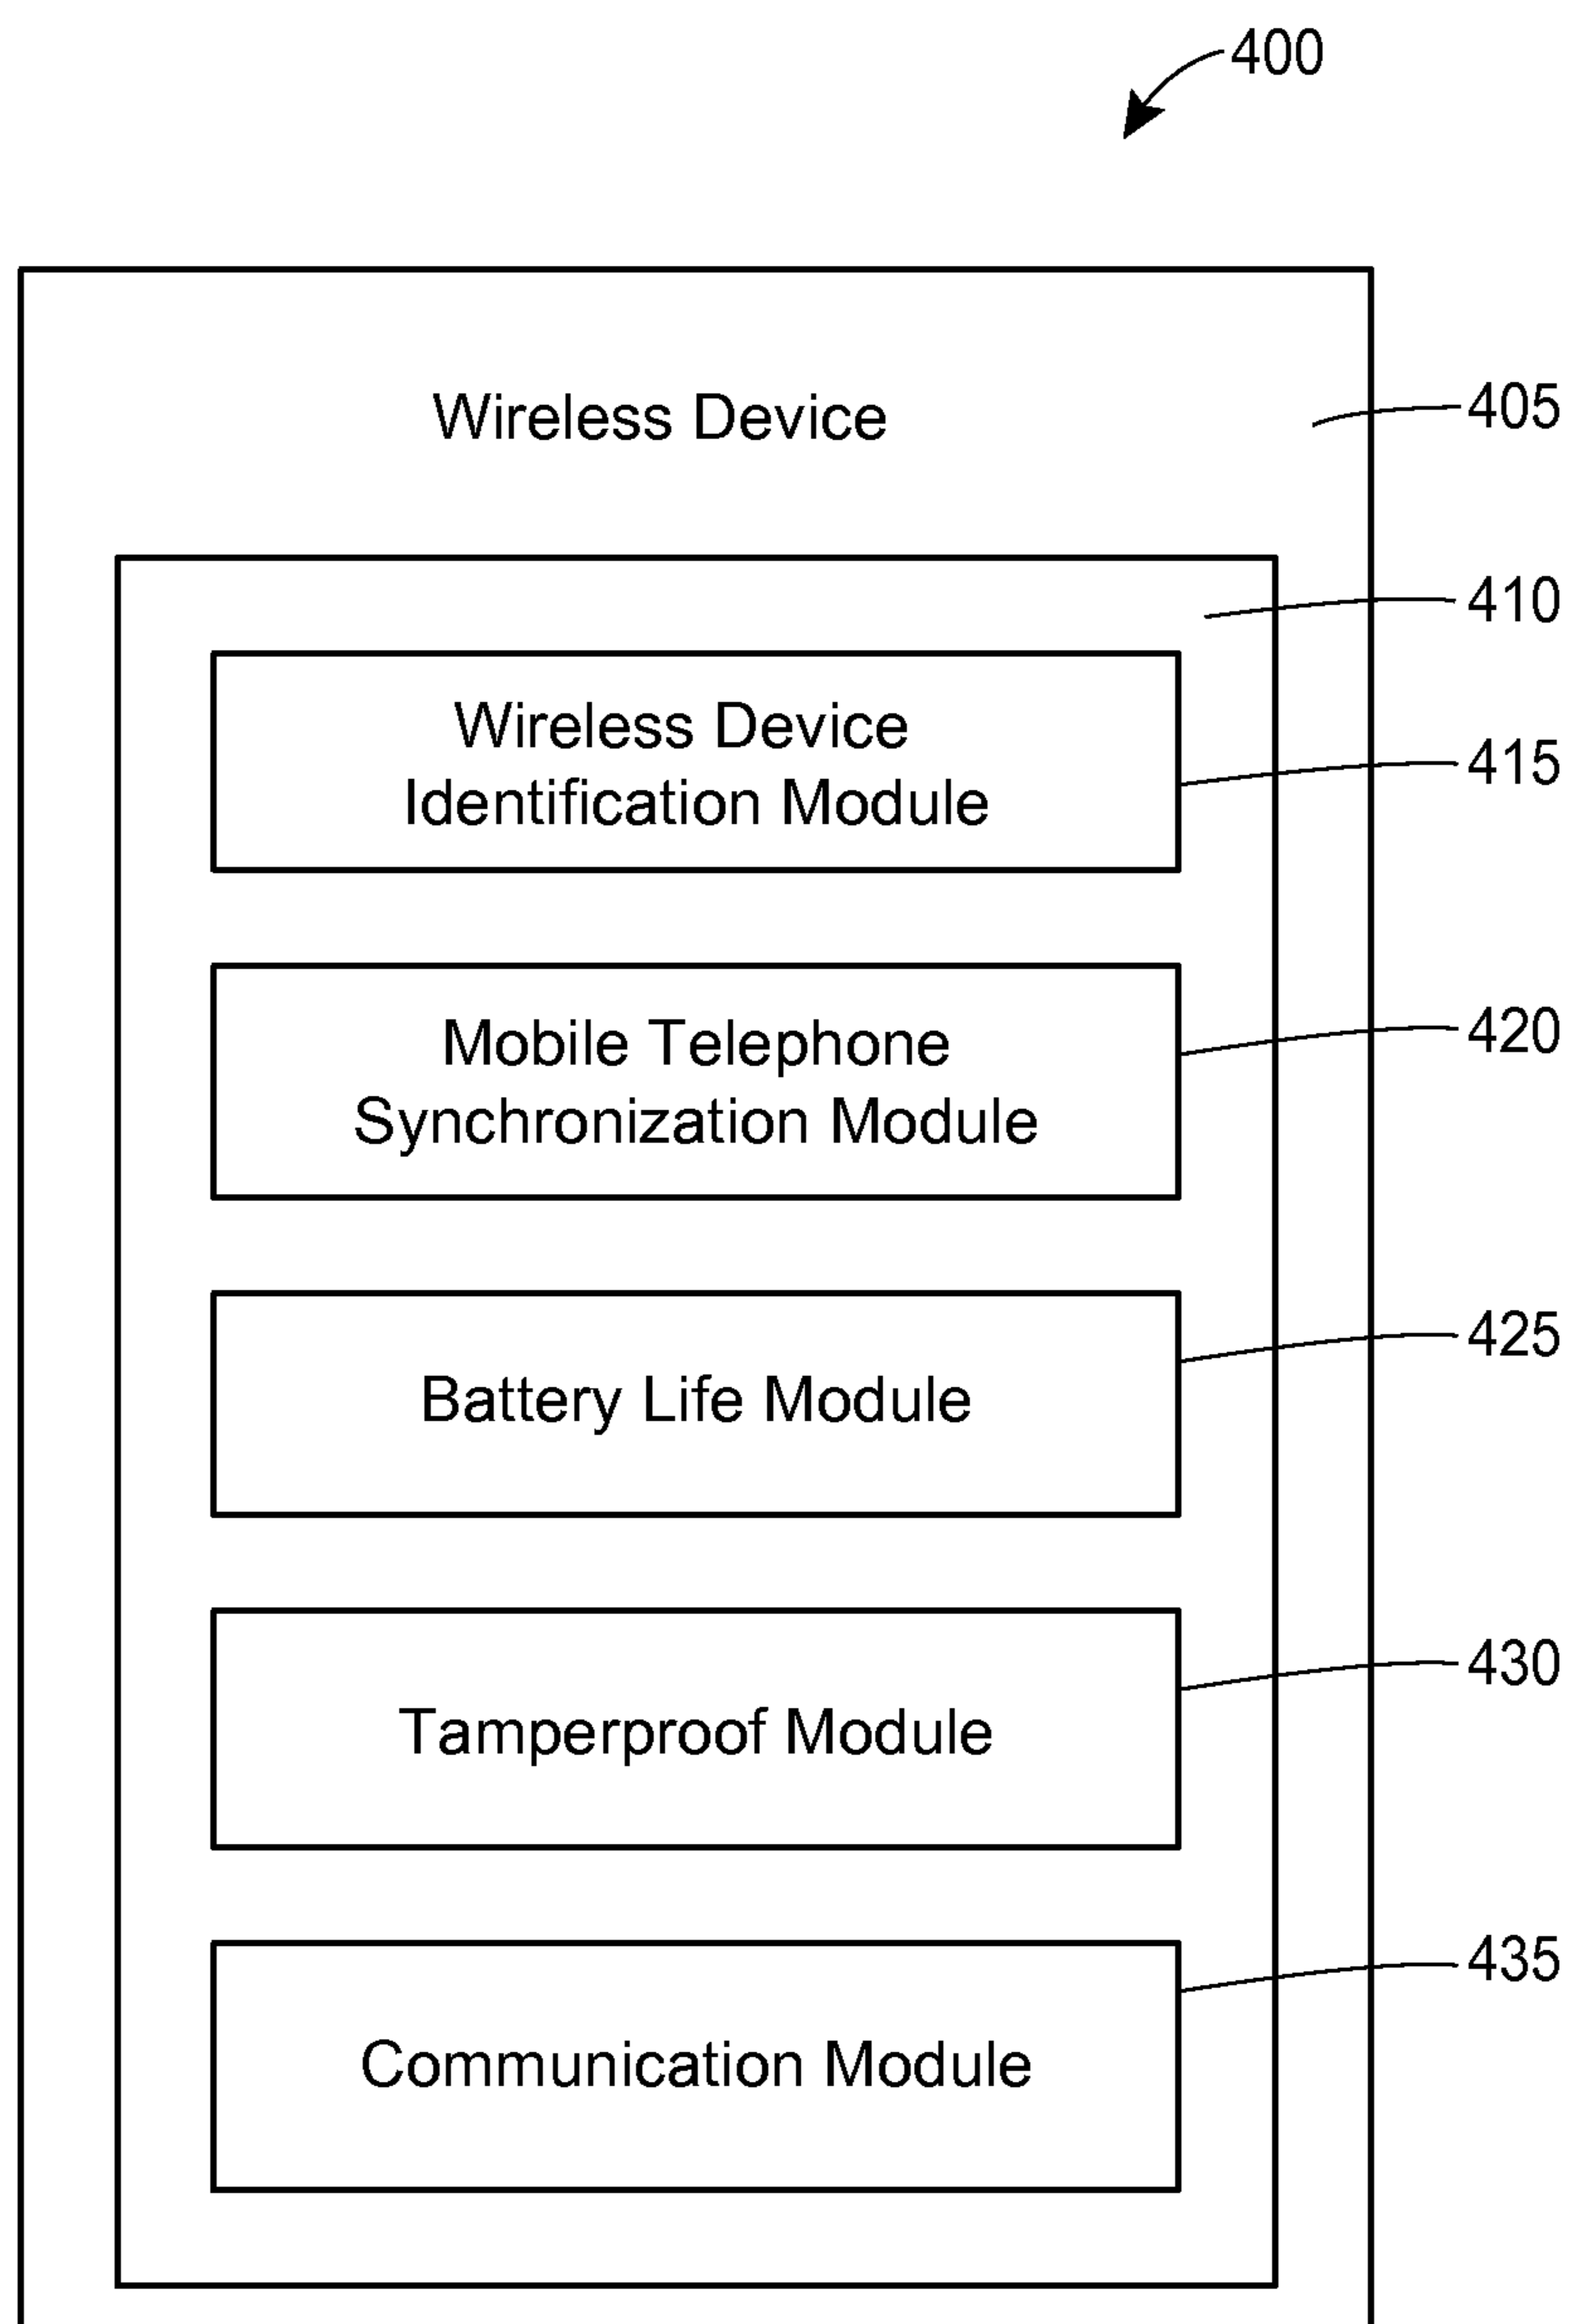 400
Wireless Device
405
410
Wireless Device
Identification Module
415
Mobile Telephone
Synchronization Module
420
Battery Life Module
425
Tamperproof Module
430
Communication Module
435